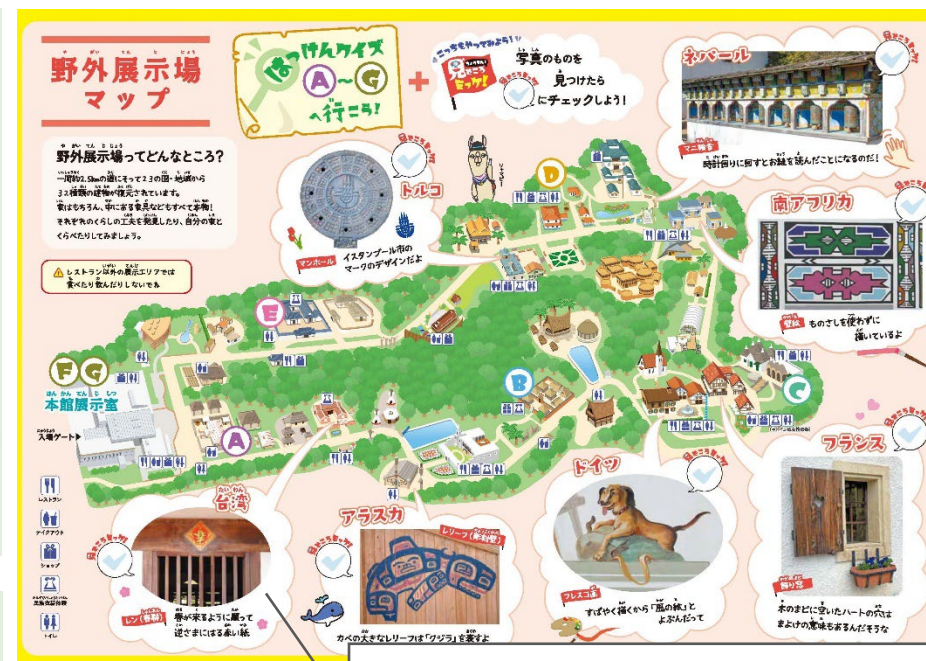 野外展示場
マップ
はっけんクイズ
A~G
へ行こう!
+
こっちもやってみよう!
写真のものを
見つけたら
にチェックしよう!
野外展示場ってどんなところ?
一周約2.5kmの道にそって23の国・地域から
32種類の建物が復元されています。
家はもちろん、中にある家具などもすべて本物!
それぞれのくらしの工夫を発見したり、自分の家と
くらべたりしてみましょう。
レストラン以外の展示エリアでは
食べたり飲んだりしないでね
トルコ
マンホール
イスタンブール市の
マークのデザインだよ
ネパール
マニ車
時計回りに回すとお経を読んだことになるのだ!
南アフリカ
壁絵
ものさしを使わずに
描いているよ
A
B
C
D
E
F G
本館展示室
入場ゲート▶
レストラン
テイクアウト
ショップ
トイレ
台湾
レン(春聯)
春が来るように願って
逆さまにはる赤い紙
アラスカ
レリーフ(彫刻壁)
カベの大きなレリーフは「クジラ」を表すよ
ドイツ
フレスコ画
すばやく描くから「風の絵」と
よぶんだって
フランス
飾り窓
木のまどに空いたハートの穴は
まよけの意味もあるんだそうな